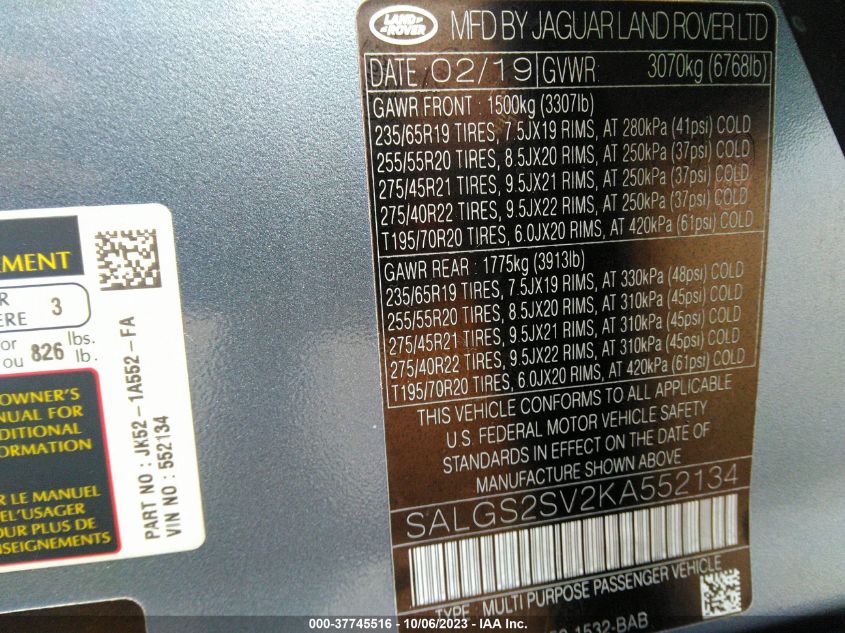 LAND ROVER
MFD BY JAGUAR LAND ROVER LTD
DATE 02/19 GVWR 3070kg (6768lb)
GAWR FRONT : 1500kg (3307lb)
235/65R19 TIRES, 7.5JX19 RIMS, AT 280kPa (41psi) COLD
255/55R20 TIRES, 8.5JX20 RIMS, AT 250kPa (37psi) COLD
275/45R21 TIRES, 9.5JX21 RIMS, AT 250kPa (37psi) COLD
275/40R22 TIRES, 9.5JX22 RIMS, AT 250kPa (37psi) COLD
T195/70R20 TIRES, 6.0JX20 RIMS, AT 420kPa (61psi) COLD
GAWR REAR : 1775kg (3913lb)
235/65R19 TIRES, 7.5JX19 RIMS, AT 330kPa (48psi) COLD
255/55R20 TIRES, 8.5JX20 RIMS, AT 310kPa (45psi) COLD
275/45R21 TIRES, 9.5JX21 RIMS, AT 310kPa (45psi) COLD
275/40R22 TIRES, 9.5JX22 RIMS, AT 310kPa (45psi) COLD
T195/70R20 TIRES, 6.0JX20 RIMS, AT 420kPa (61psi) COLD
THIS VEHICLE CONFORMS TO ALL APPLICABLE
U.S. FEDERAL MOTOR VEHICLE SAFETY
STANDARDS IN EFFECT ON THE DATE OF
MANUFACTURE SHOWN ABOVE
SALGS2SV2KA552134
TYPE : MULTI PURPOSE PASSENGER VEHICLE
1532-BAB
EMENT
3
ERE
or 826 lbs.
ou lb.
OWNER'S
NUAL FOR
DITIONAL
ORMATION
R LE MANUEL
L'USAGER
OUR PLUS DE
NSEIGNEMENTS
PART NO : JK52-1A552-FA
VIN NO : 552134
000-37745516 - 10/06/2023 - IAA Inc.